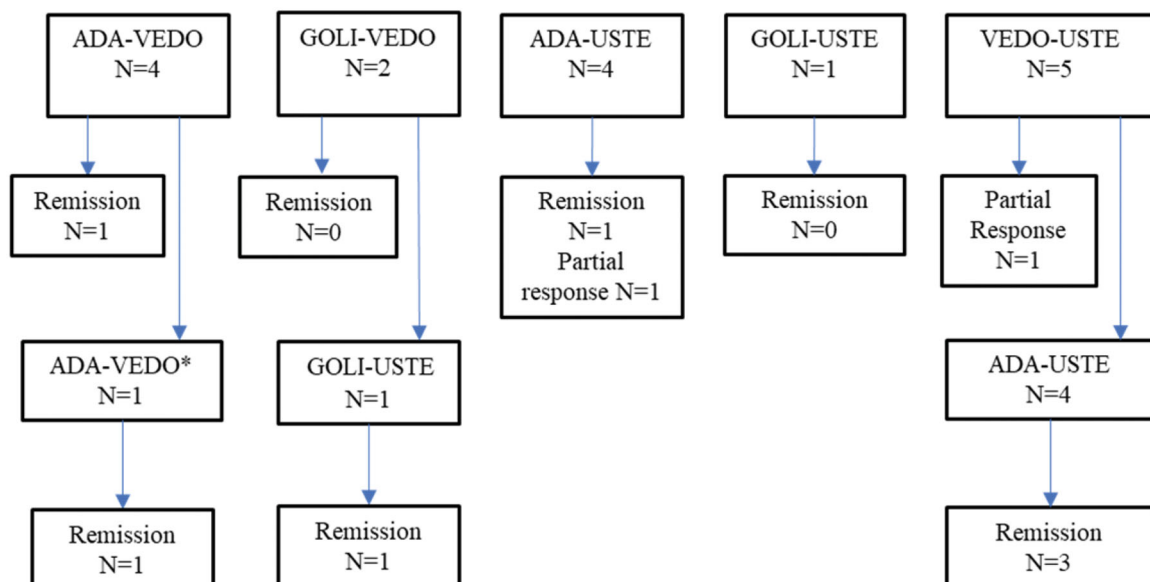 ADA-VEDO
N=4
GOLI-VEDO
N=2
ADA-USTE
N=4
GOLI-USTE
N=1
VEDO-USTE
N=5
Remission
N=1
Remission
N=0
Remission
N=1
Partial
response N=1
Remission
N=0
Partial
Response
N=1
ADA-VEDO*
N=1
GOLI-USTE
N=1
ADA-USTE
N=4
Remission
N=1
Remission
N=1
Remission
N=3